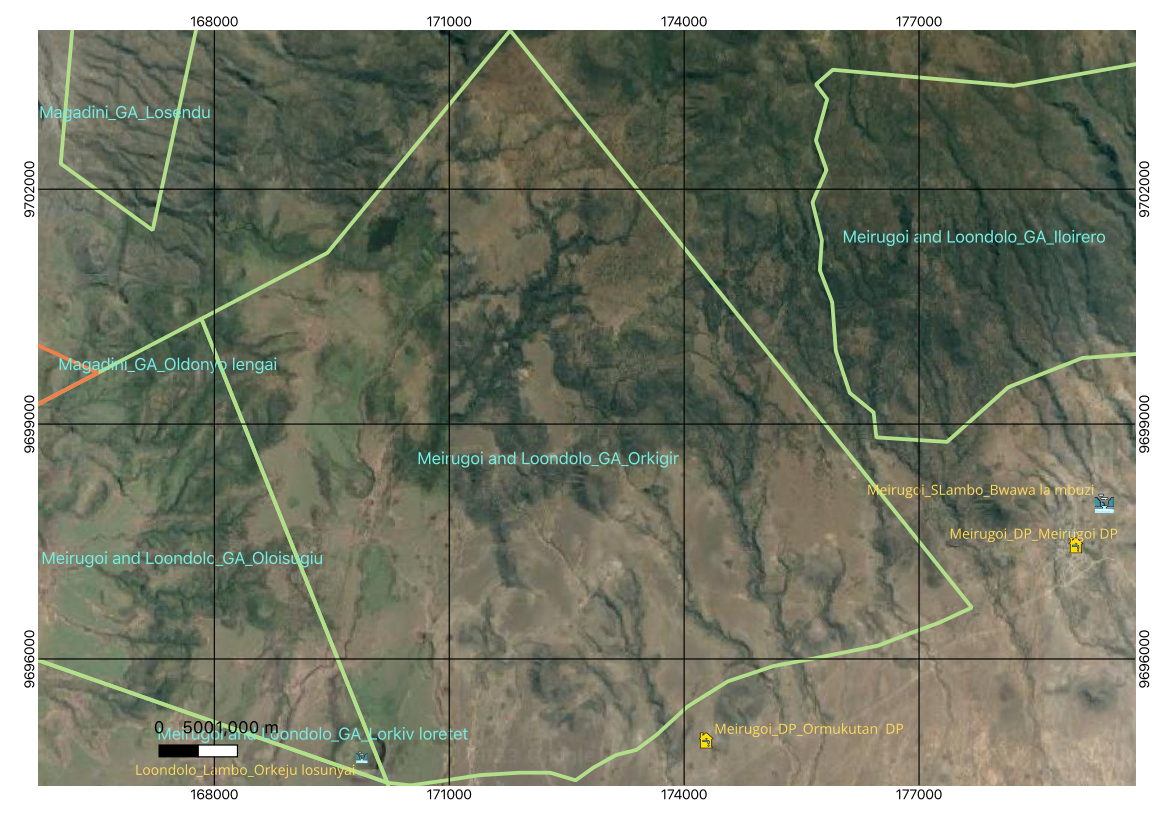 168000 171000 174000 177000
Magadini_GA_Losendu
9702000 9702000
Meirugoi and Loondolo_GA_Iloirero
Magadini_GA_Oldonyo lengai
9699000 9699000
Meirugoi and Loondolo_GA_Orkigir
Meirugoi_SLambo_Bwawa la mbuzi
Meirugoi_DP_Meirugoi DP
Meirugoi and Loondolo_GA_Oloisugiu
9696000 9696000
0 500 1,000 m
Meirugoi and Loondolo_GA_Lorkiv loretet
Meirugoi_DP_Ormukutan DP
Loondolo_Lambo_Orkeju losunyai
168000 171000 174000 177000